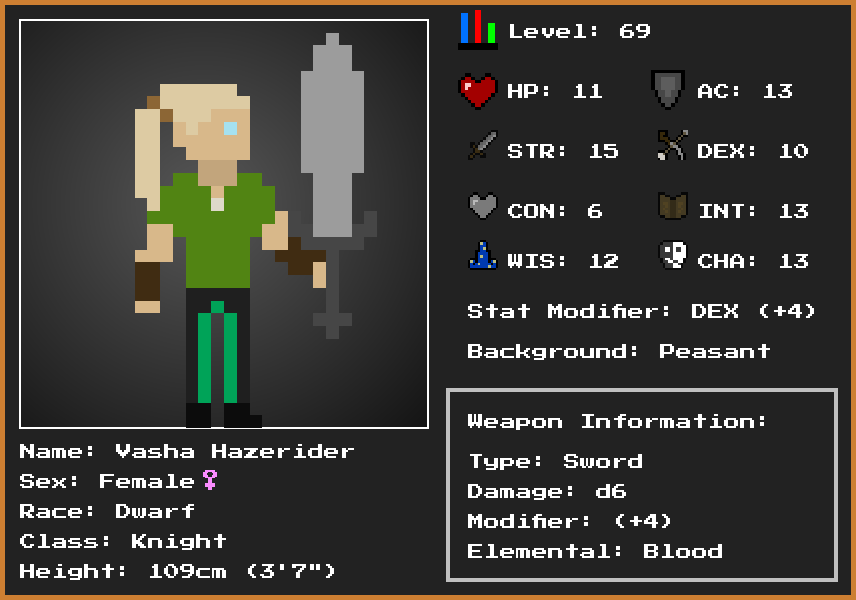 Level: 69
HP: 11 AC: 13
STR: 15 DEX: 10
CON: 6 INT: 13
WIS: 12 CHA: 13
Stat Modifier: DEX (+4)
Background: Peasant
Weapon Information:
Type: Sword
Damage: d6
Modifier: (+4)
Elemental: Blood
Name: Vasha Hazerider
Sex: Female♀
Race: Dwarf
Class: Knight
Height: 109cm (3'7")